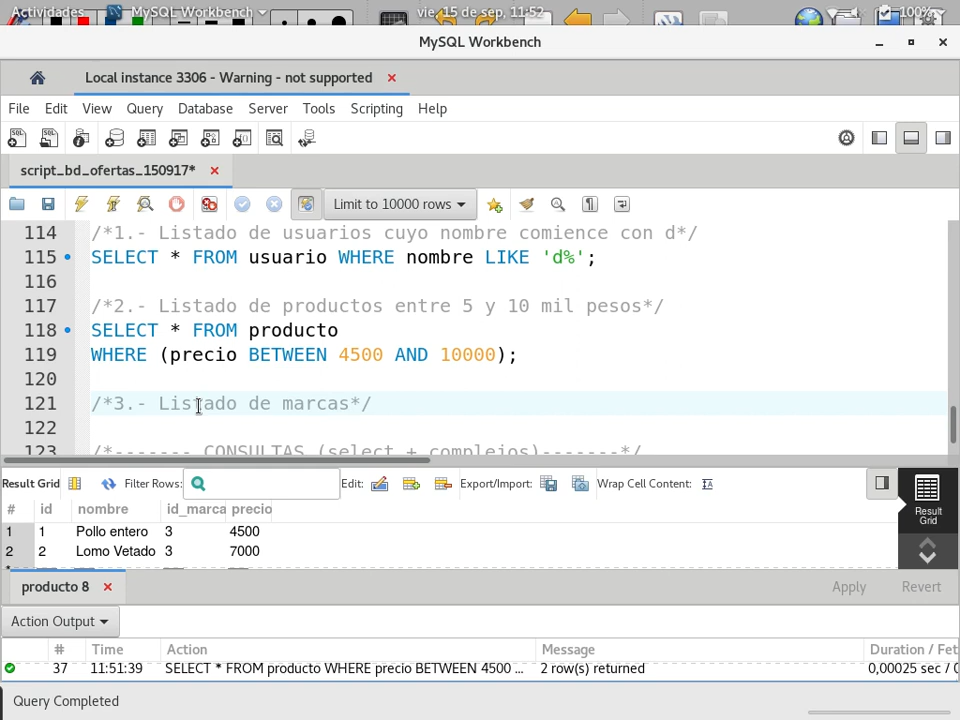 Actividades MySQL Workbench vie, 15 de sep, 11:52 100%
MySQL Workbench
Local instance 3306 - Warning - not supported
File Edit View Query Database Server Tools Scripting Help
script_bd_ofertas_150917*
Limit to 10000 rows
114 /*1.- Listado de usuarios cuyo nombre comience con d*/
115 SELECT * FROM usuario WHERE nombre LIKE 'd%';
116
117 /*2.- Listado de productos entre 5 y 10 mil pesos*/
118 SELECT * FROM producto
119 WHERE (precio BETWEEN 4500 AND 10000);
120
121 /*3.- Listado de marcas*/
122
123 /*------- CONSULTAS (select + complejos)-------*/
Result Grid Filter Rows: Edit: Export/Import: Wrap Cell Content:
# id nombre id_marca precio
1 1 Pollo entero 3 4500
2 2 Lomo Vetado 3 7000
Result Grid
producto 8 Apply Revert
Action Output
# Time Action Message Duration / Fet
37 11:51:39 SELECT * FROM producto WHERE precio BETWEEN 4500 ... 2 row(s) returned 0,00025 sec / 0
Query Completed